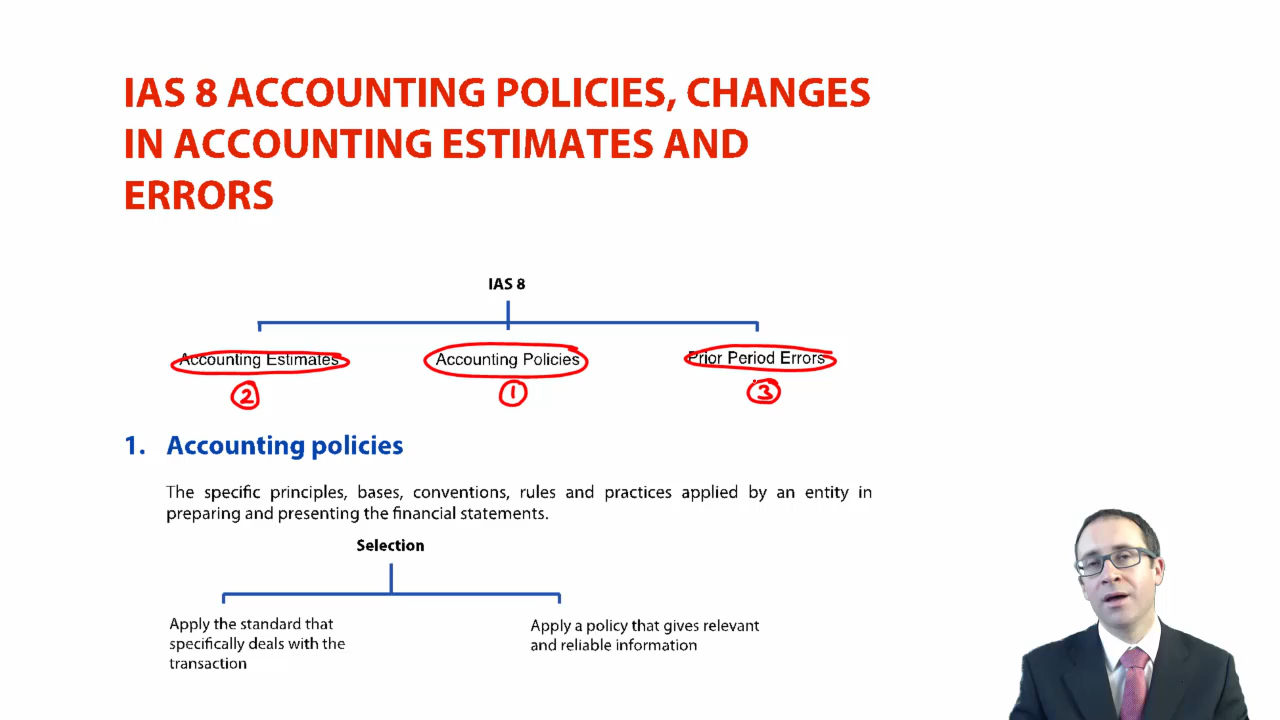 IAS 8 ACCOUNTING POLICIES, CHANGES
IN ACCOUNTING ESTIMATES AND
ERRORS
IAS 8
Accounting Estimates
Accounting Policies
Prior Period Errors
2
1
3
1. Accounting policies
The specific principles, bases, conventions, rules and practices applied by an entity in
preparing and presenting the financial statements.
Selection
Apply the standard that
specifically deals with the
transaction
Apply a policy that gives relevant
and reliable information